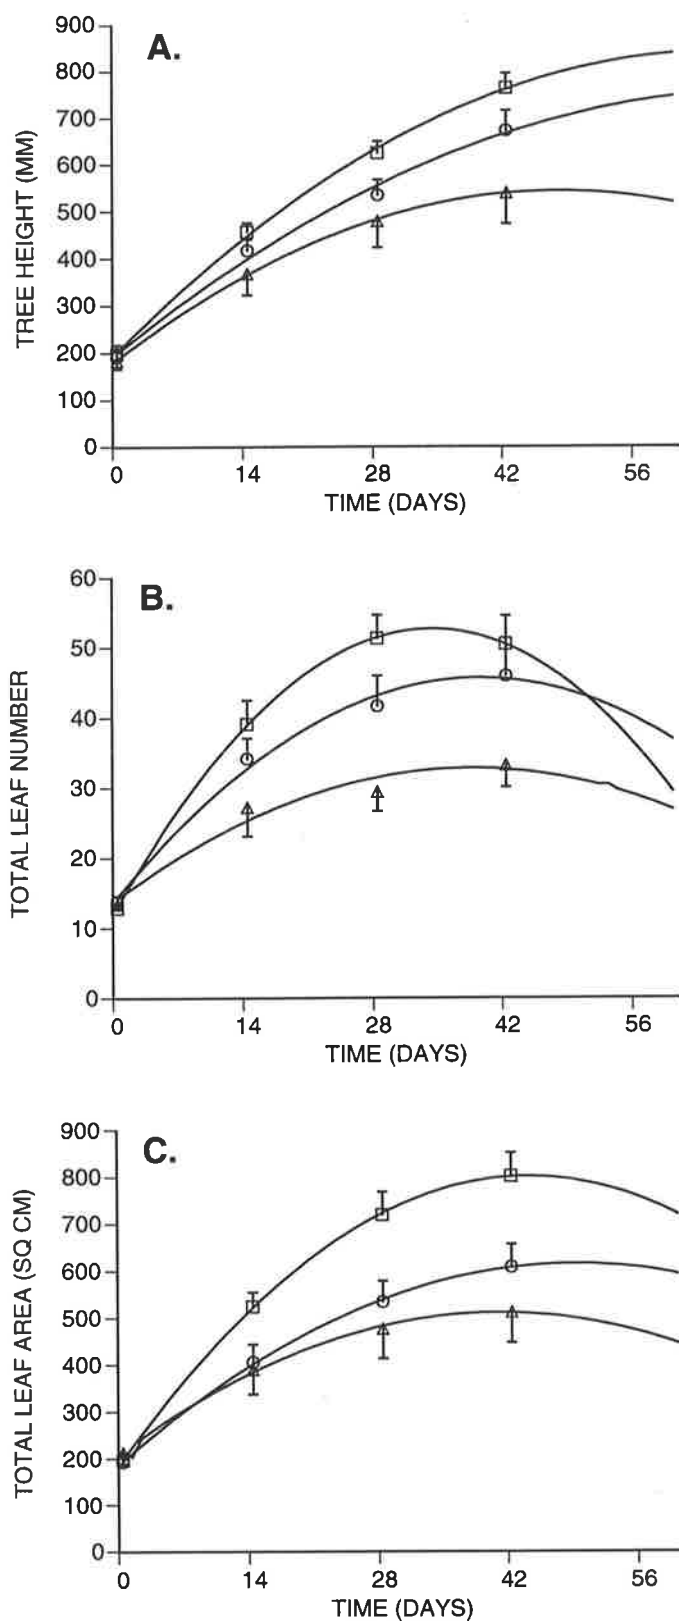 A.
900
800
700
600
500
400
300
200
100
0
TREE HEIGHT (MM)
0 14 28 42 56
TIME (DAYS)
B.
60
50
40
30
20
10
0
TOTAL LEAF NUMBER
0 14 28 42 56
TIME (DAYS)
C.
900
800
700
600
500
400
300
200
100
0
TOTAL LEAF AREA (SQ CM)
0 14 28 42 56
TIME (DAYS)